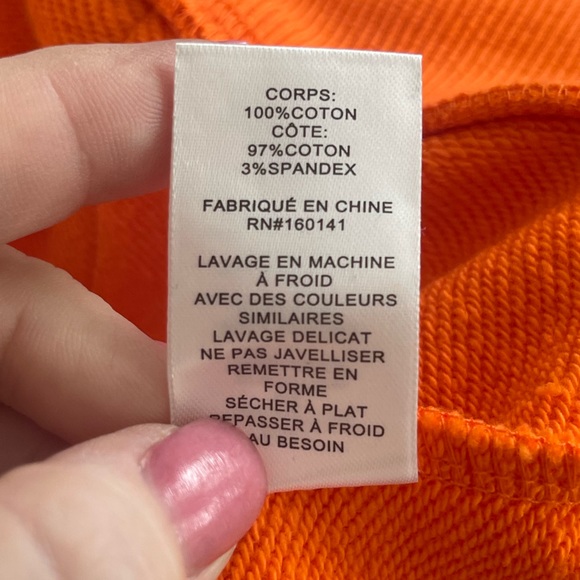 CORPS:
100%COTON
CÔTE:
97%COTON
3%SPANDEX
FABRIQUÉ EN CHINE
RN#160141
LAVAGE EN MACHINE
À FROID
AVEC DES COULEURS
SIMILAIRES
LAVAGE DELICAT
NE PAS JAVELLISER
REMETTRE EN
FORME
SÉCHER À PLAT
REPASSER À FROID
AU BESOIN